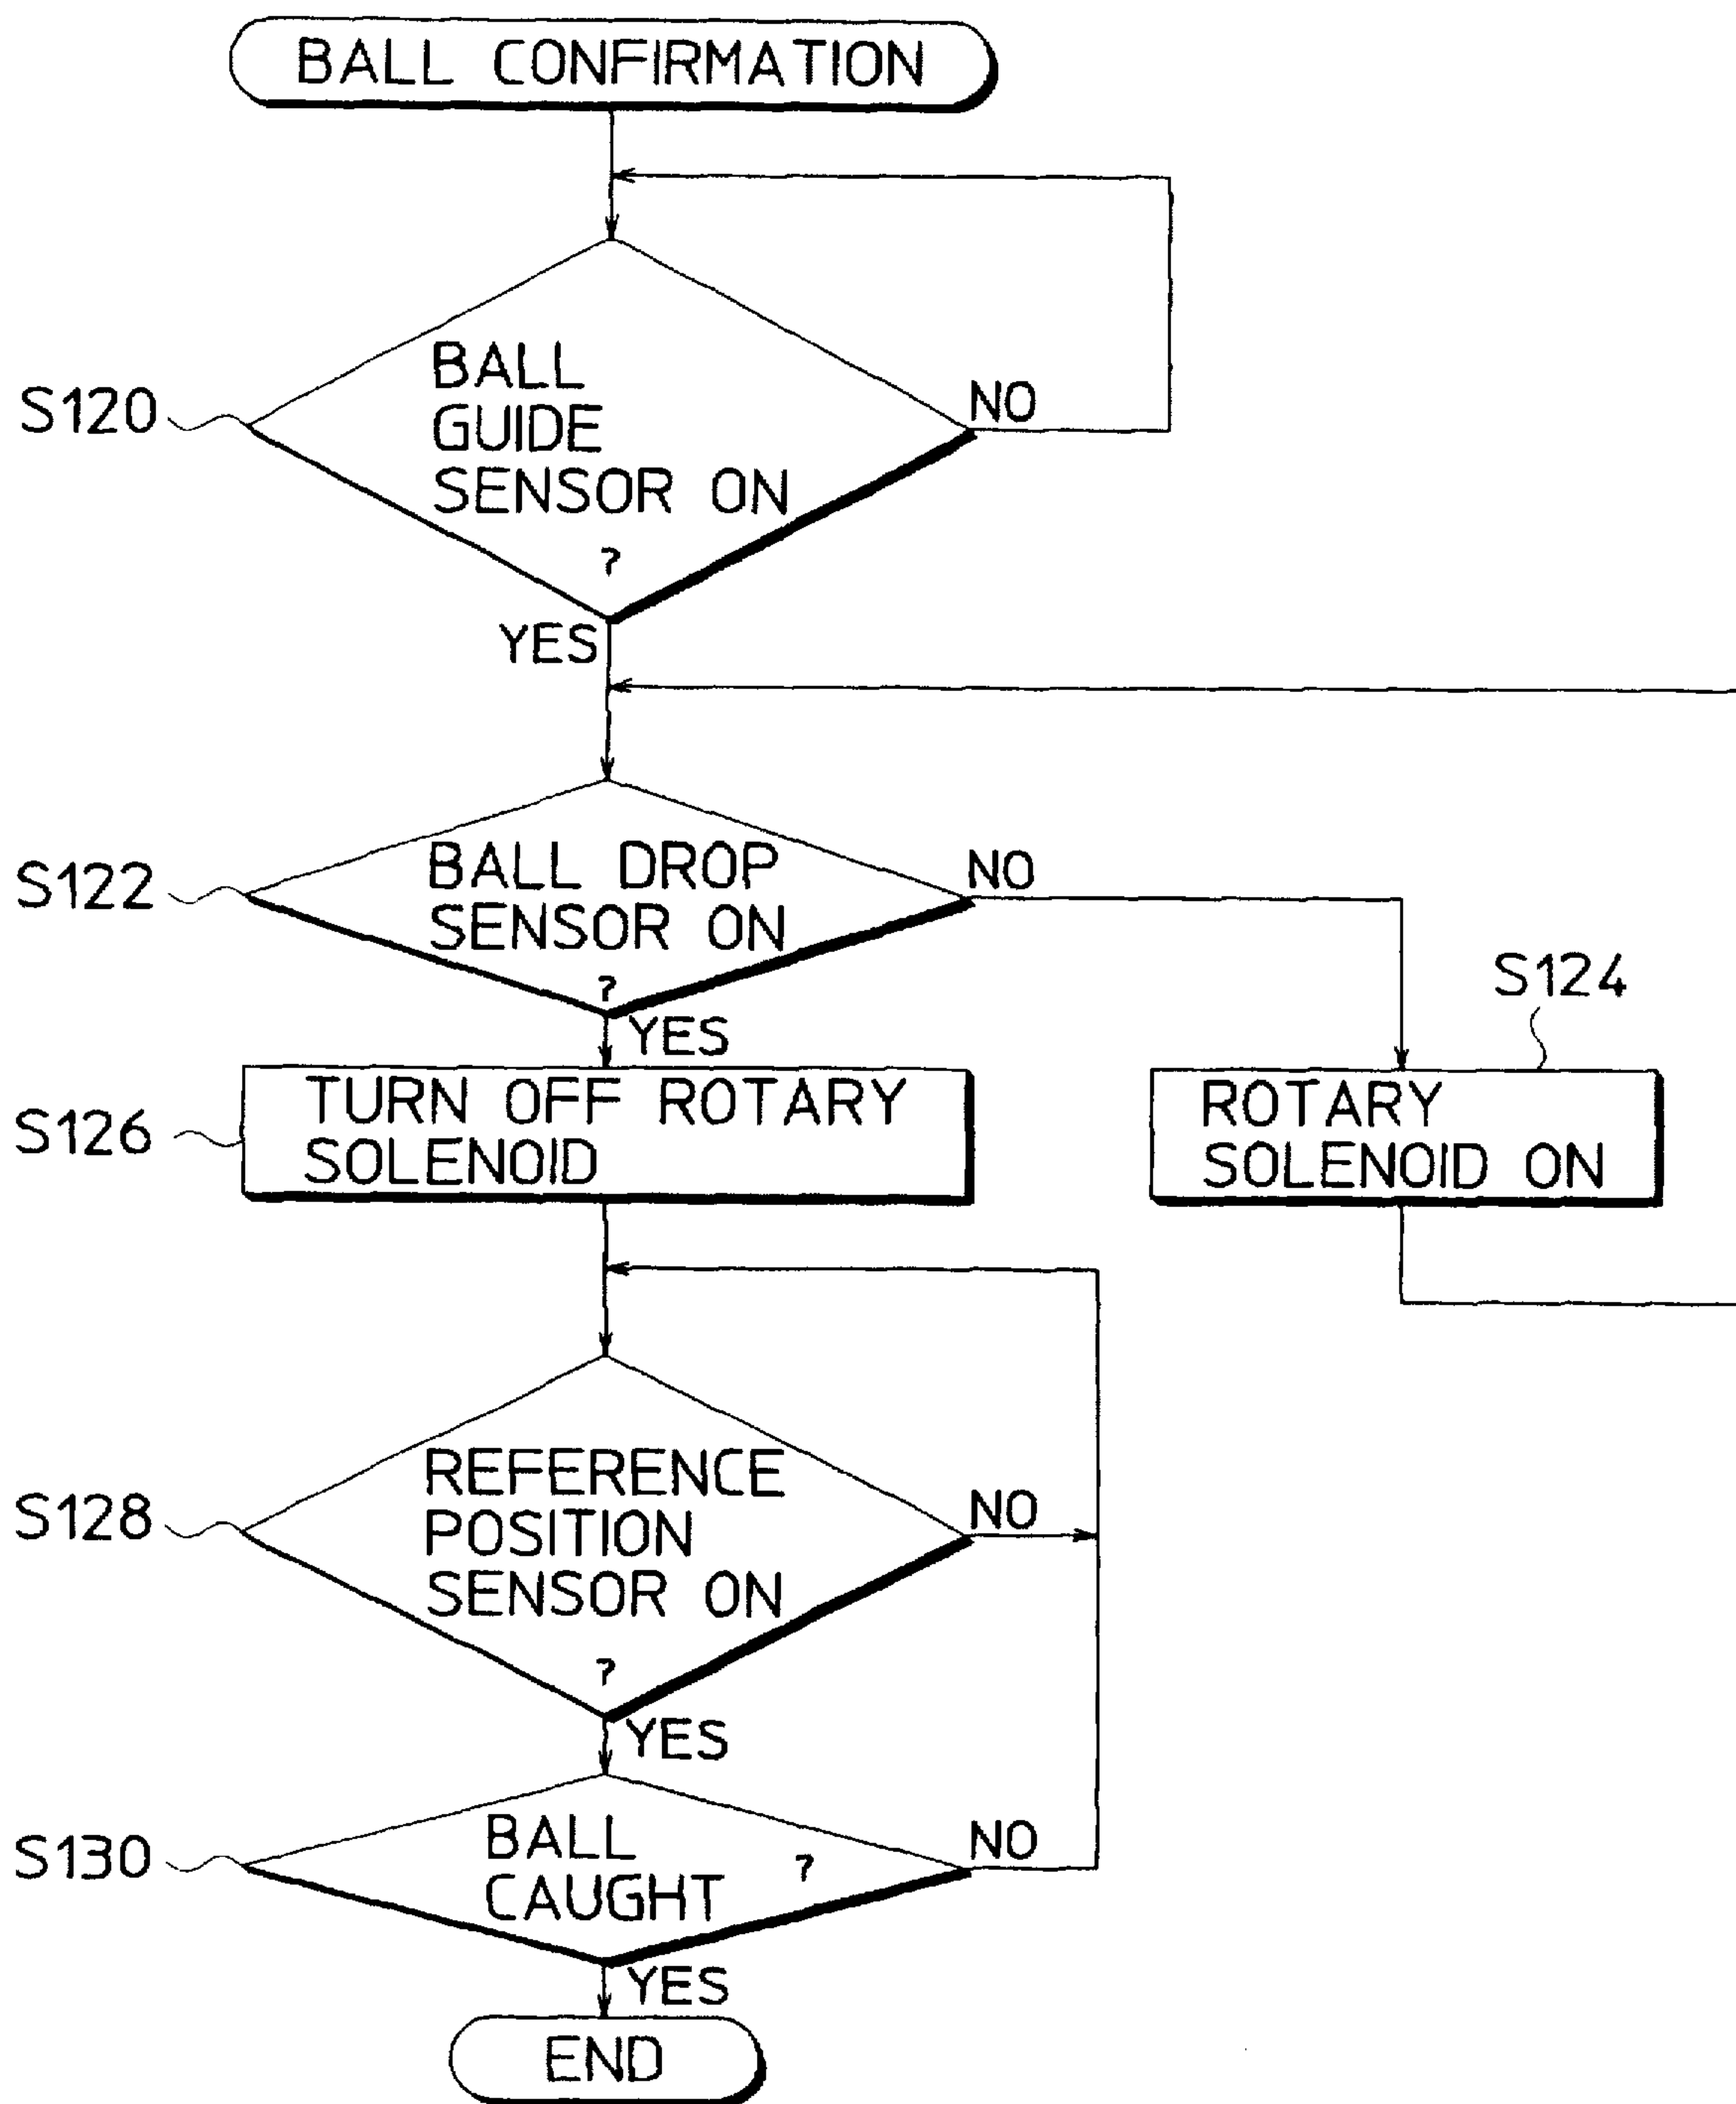 BALL CONFIRMATION
BALL
GUIDE
SENSOR ON
?
S120
NO
YES
BALL DROP
SENSOR ON
?
S122
NO
YES
S124
TURN OFF ROTARY
SOLENOID
S126
ROTARY
SOLENOID ON
REFERENCE
POSITION
SENSOR ON
?
S128
NO
YES
BALL
CAUGHT ?
S130
NO
YES
END